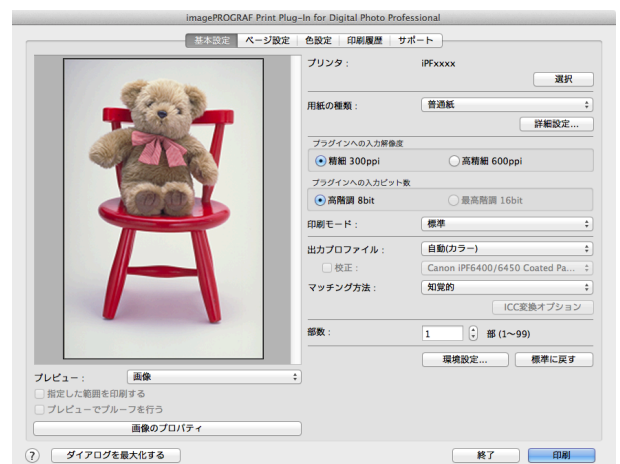 imagePROGRAF Print Plug-In for Digital Photo Professional
基本設定 ページ設定 色設定 印刷履歴 サポート
プリンタ： iPFxxxx
選択
用紙の種類： 普通紙
詳細設定...
プラグインへの入力解像度
精細 300ppi 高精細 600ppi
プラグインへの入力ビット数
高階調 8bit 最高階調 16bit
印刷モード： 標準
出力プロファイル： 自動(カラー)
校正： Canon iPF6400/6450 Coated Pa...
マッチング方法： 知覚的
ICC変換オプション
部数： 1 部 (1〜99)
環境設定... 標準に戻す
プレビュー： 画像
指定した範囲を印刷する
プレビューでプルーフを行う
画像のプロパティ
? ダイアログを最大化する 終了 印刷